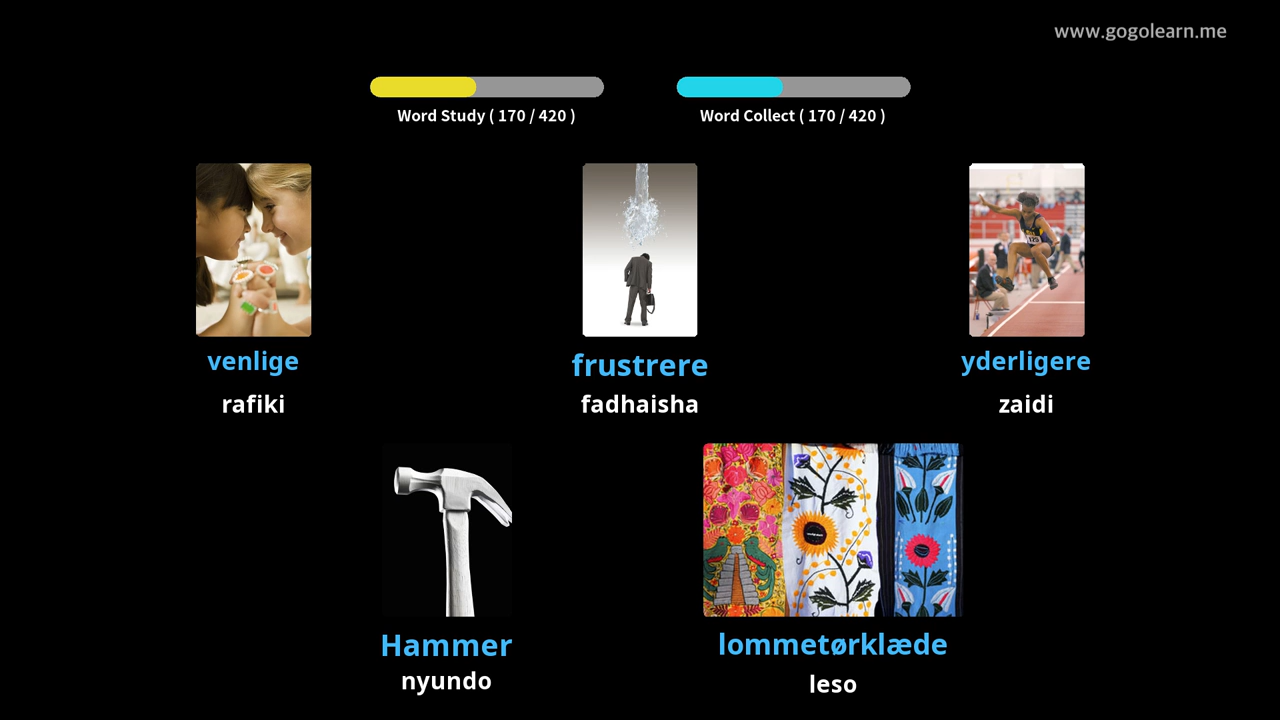 www.gogolearn.me
Word Study ( 170 / 420 )
Word Collect ( 170 / 420 )
venlige
frustrere
yderligere
rafiki
fadhaisha
zaidi
Hammer
lommetørklæde
nyundo
leso